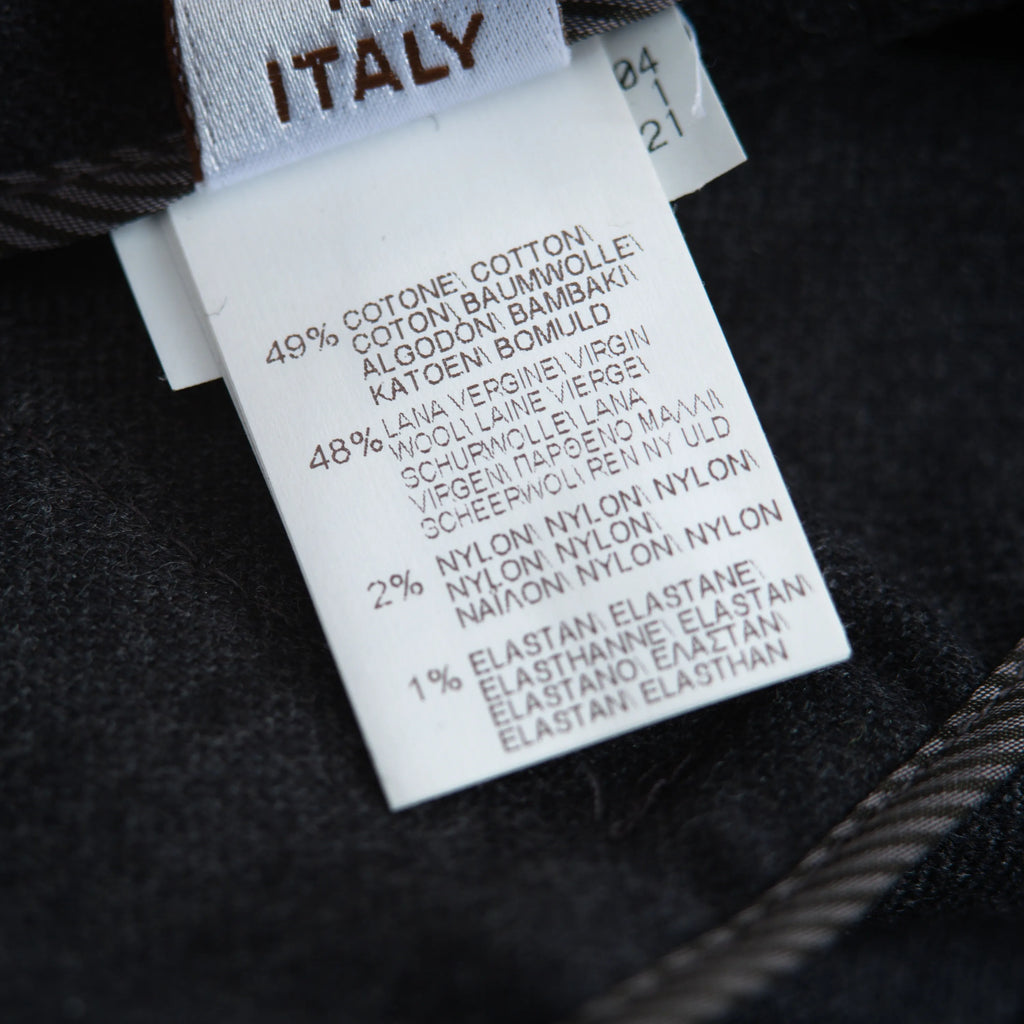 ITALY
04
1
21
49% COTONE\ COTTON\
COTON\ BAUMWOLLE\
ALGODÒN\ BAMBAKI\
KATOEN\ BOMULD
48% LANA VERGINE\ VIRGIN
WOOL\ LAINE VIERGE\
SCHURWOLLE\ LANA
VIRGEN\ ΠΑΡΘΕΝΟ ΜΑΛΛΙ\
SCHEERWOL\ REN NY ULD
2% NYLON\ NYLON\ NYLON\
NYLON\ NYLON\
ΝΑΪΛΟΝ\ NYLON\ NYLON
1% ELASTAN\ ELASTANE\
ELASTHANNE\ ELASTAN\
ELASTANO\ ΕΛΑΣΤΑΝ\
ELASTAN\ ELASTHAN